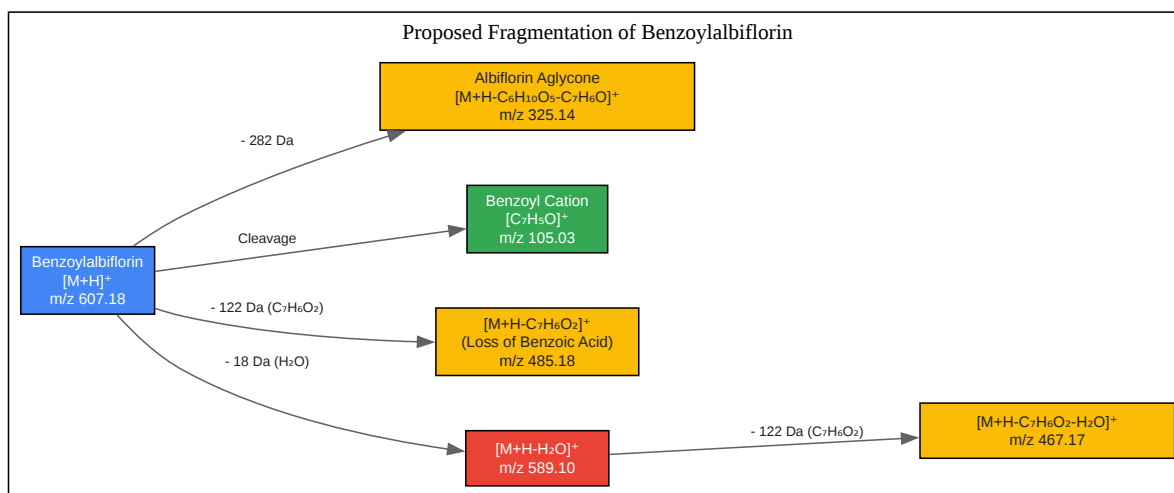 Proposed Fragmentation of Benzoylalbiflorin
Albiflorin Aglycone
[M+H-C₆H₁₀O₅-C₇H₆O]⁺
m/z 325.14
- 282 Da
Benzoyl Cation
[C₇H₅O]⁺
m/z 105.03
Cleavage
Benzoylalbiflorin
[M+H]⁺
m/z 607.18
- 122 Da (C₇H₆O₂)
[M+H-C₇H₆O₂]⁺
(Loss of Benzoic Acid)
m/z 485.18
- 18 Da (H₂O)
[M+H-H₂O]⁺
m/z 589.10
- 122 Da (C₇H₆O₂)
[M+H-C₇H₆O₂-H₂O]⁺
m/z 467.17